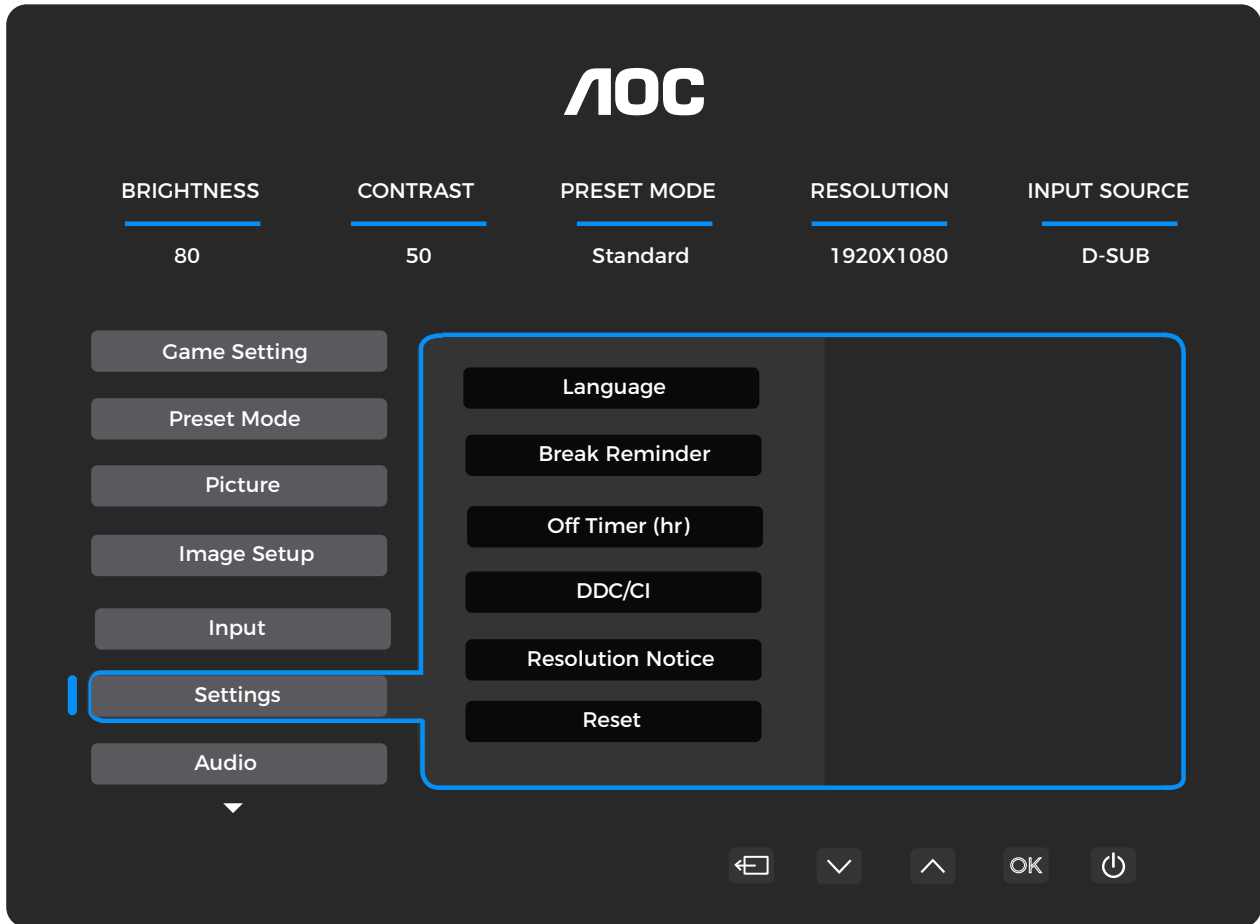 AOC
BRIGHTNESS CONTRAST PRESET MODE RESOLUTION INPUT SOURCE
80 50 Standard 1920X1080 D-SUB
Game Setting
Preset Mode
Picture
Image Setup
Input
Settings
Audio
Language
Break Reminder
Off Timer (hr)
DDC/CI
Resolution Notice
Reset
OK